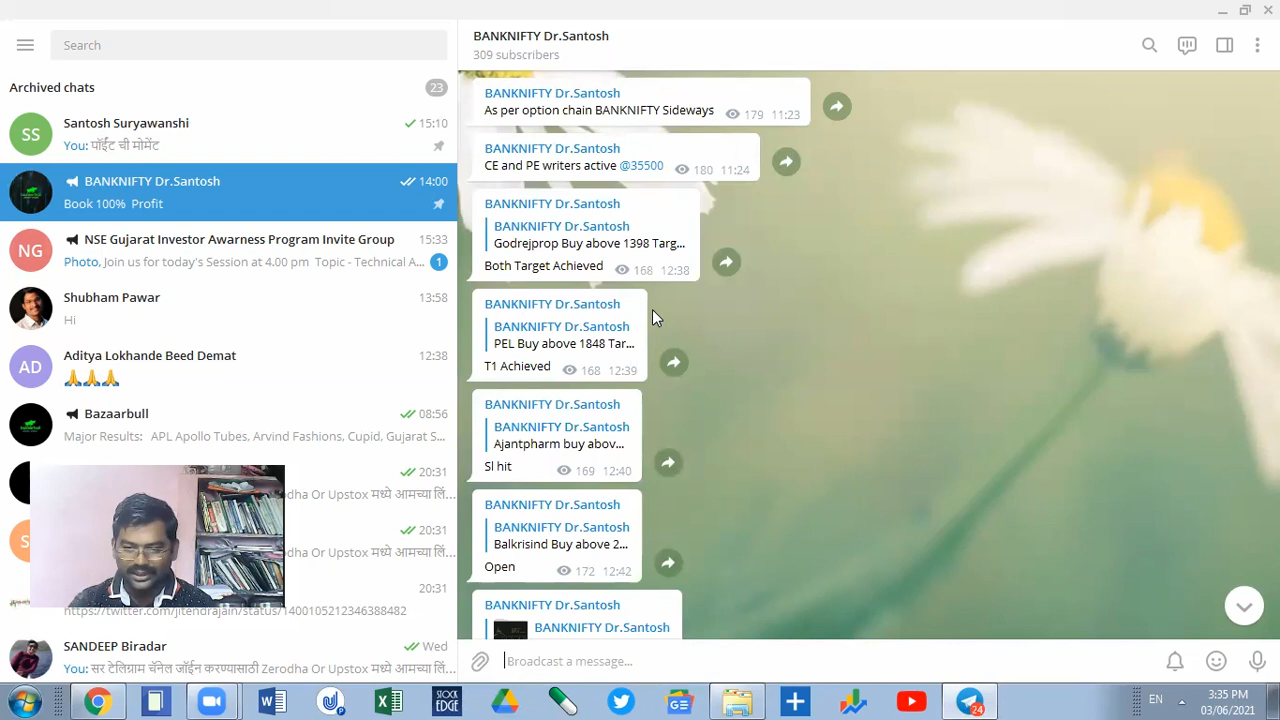 Search
Archived chats
23
SS
Santosh Suryawanshi
15:10
You: पॉईंट ची मोमेंट
BANKNIFTY Dr.Santosh
14:00
Book 100% Profit
NG
NSE Gujarat Investor Awarness Program Invite Group
15:33
Photo, Join us for today's Session at 4.00 pm Topic - Technical A...
1
Shubham Pawar
13:58
Hi
AD
Aditya Lokhande Beed Demat
12:38
Bazaarbull
08:56
Major Results: APL Apollo Tubes, Arvind Fashions, Cupid, Gujarat S...
20:31
Or Upstox मध्ये आमच्या लिं...
S
20:31
Or Upstox मध्ये आमच्या लिं...
20:31
https://twitter.com/jitendrajain/status/1400105212346388482
SANDEEP Biradar
Wed
You: सर टेलिग्राम चॅनेल जॉईन करण्यासाठी Zerodha Or Upstox मध्ये आमच्या लिं...
BANKNIFTY Dr.Santosh
309 subscribers
BANKNIFTY Dr.Santosh
As per option chain BANKNIFTY Sideways
179 11:23
BANKNIFTY Dr.Santosh
CE and PE writers active @35500
180 11:24
BANKNIFTY Dr.Santosh
BANKNIFTY Dr.Santosh
Godrejprop Buy above 1398 Targ...
Both Target Achieved
168 12:38
BANKNIFTY Dr.Santosh
BANKNIFTY Dr.Santosh
PEL Buy above 1848 Tar...
T1 Achieved
168 12:39
BANKNIFTY Dr.Santosh
BANKNIFTY Dr.Santosh
Ajantpharm buy abov...
Sl hit
169 12:40
BANKNIFTY Dr.Santosh
BANKNIFTY Dr.Santosh
Balkrisind Buy above 2...
Open
172 12:42
BANKNIFTY Dr.Santosh
BANKNIFTY Dr.Santosh
Broadcast a message...
STOCK
EDGE
24
EN
3:35 PM
03/06/2021